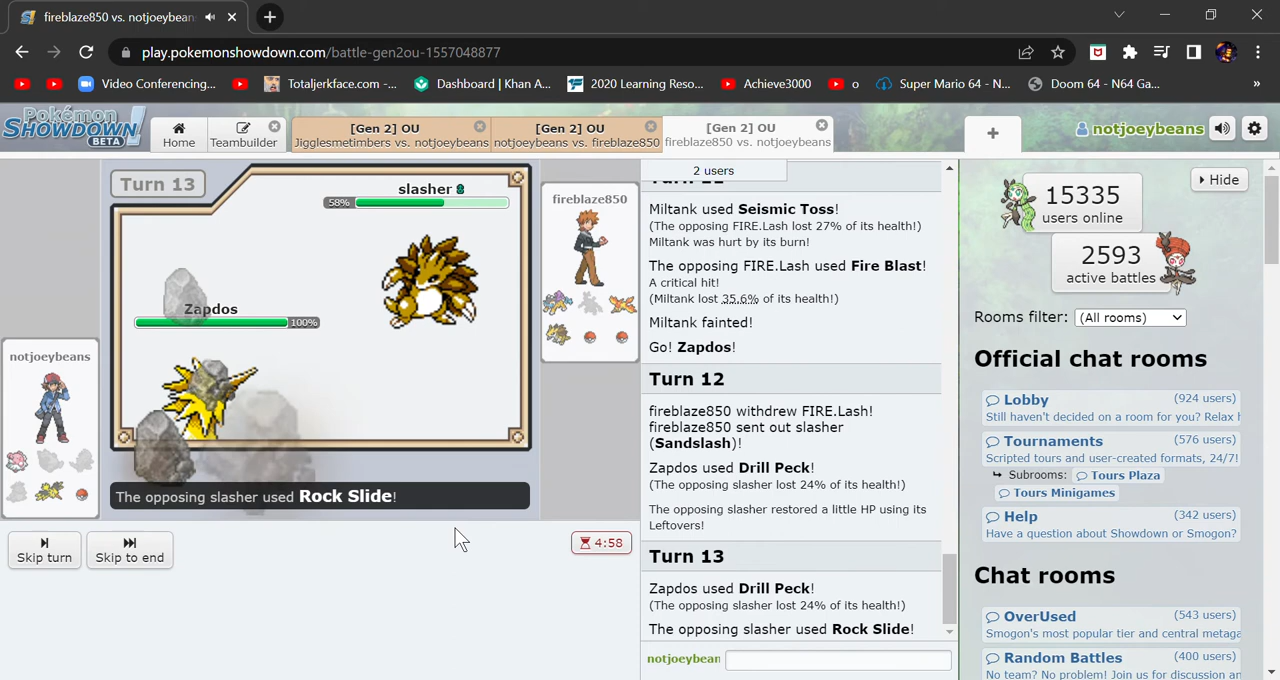 fireblaze850 vs. notjoeybeans
play.pokemonshowdown.com/battle-gen2ou-1557048877
Video Conferencing...
Totaljerkface.com -...
Dashboard | Khan A...
2020 Learning Reso...
Achieve3000
o
Super Mario 64 - N...
Doom 64 - N64 Ga...
»
Pokémon
SHOWDOWN!
BETA
Home
Teambuilder
[Gen 2] OU
Jigglesmetimbers vs. notjoeybeans
[Gen 2] OU
notjoeybeans vs. fireblaze850
[Gen 2] OU
fireblaze850 vs. notjoeybeans
notjoeybeans
Turn 13
slasher
58%
Zapdos
100%
notjoeybeans
fireblaze850
The opposing slasher used Rock Slide!
Skip turn
Skip to end
4:58
2 users
Miltank used Seismic Toss!
(The opposing FIRE.Lash lost 27% of its health!)
Miltank was hurt by its burn!
The opposing FIRE.Lash used Fire Blast!
A critical hit!
(Miltank lost 35.6% of its health!)
Miltank fainted!
Go! Zapdos!
Turn 12
fireblaze850 withdrew FIRE.Lash!
fireblaze850 sent out slasher
(Sandslash)!
Zapdos used Drill Peck!
(The opposing slasher lost 24% of its health!)
The opposing slasher restored a little HP using its
Leftovers!
Turn 13
Zapdos used Drill Peck!
(The opposing slasher lost 24% of its health!)
The opposing slasher used Rock Slide!
notjoeybean
Hide
15335
users online
2593
active battles
Rooms filter: (All rooms)
Official chat rooms
Lobby (924 users)
Still haven't decided on a room for you? Relax
Tournaments (576 users)
Scripted tours and user-created formats, 24/7!
Subrooms: Tours Plaza
Tours Minigames
Help (342 users)
Have a question about Showdown or Smogon?
Chat rooms
OverUsed (543 users)
Smogon's most popular tier and central metaga
Random Battles (400 users)
No team? No problem! Join us for discussion an